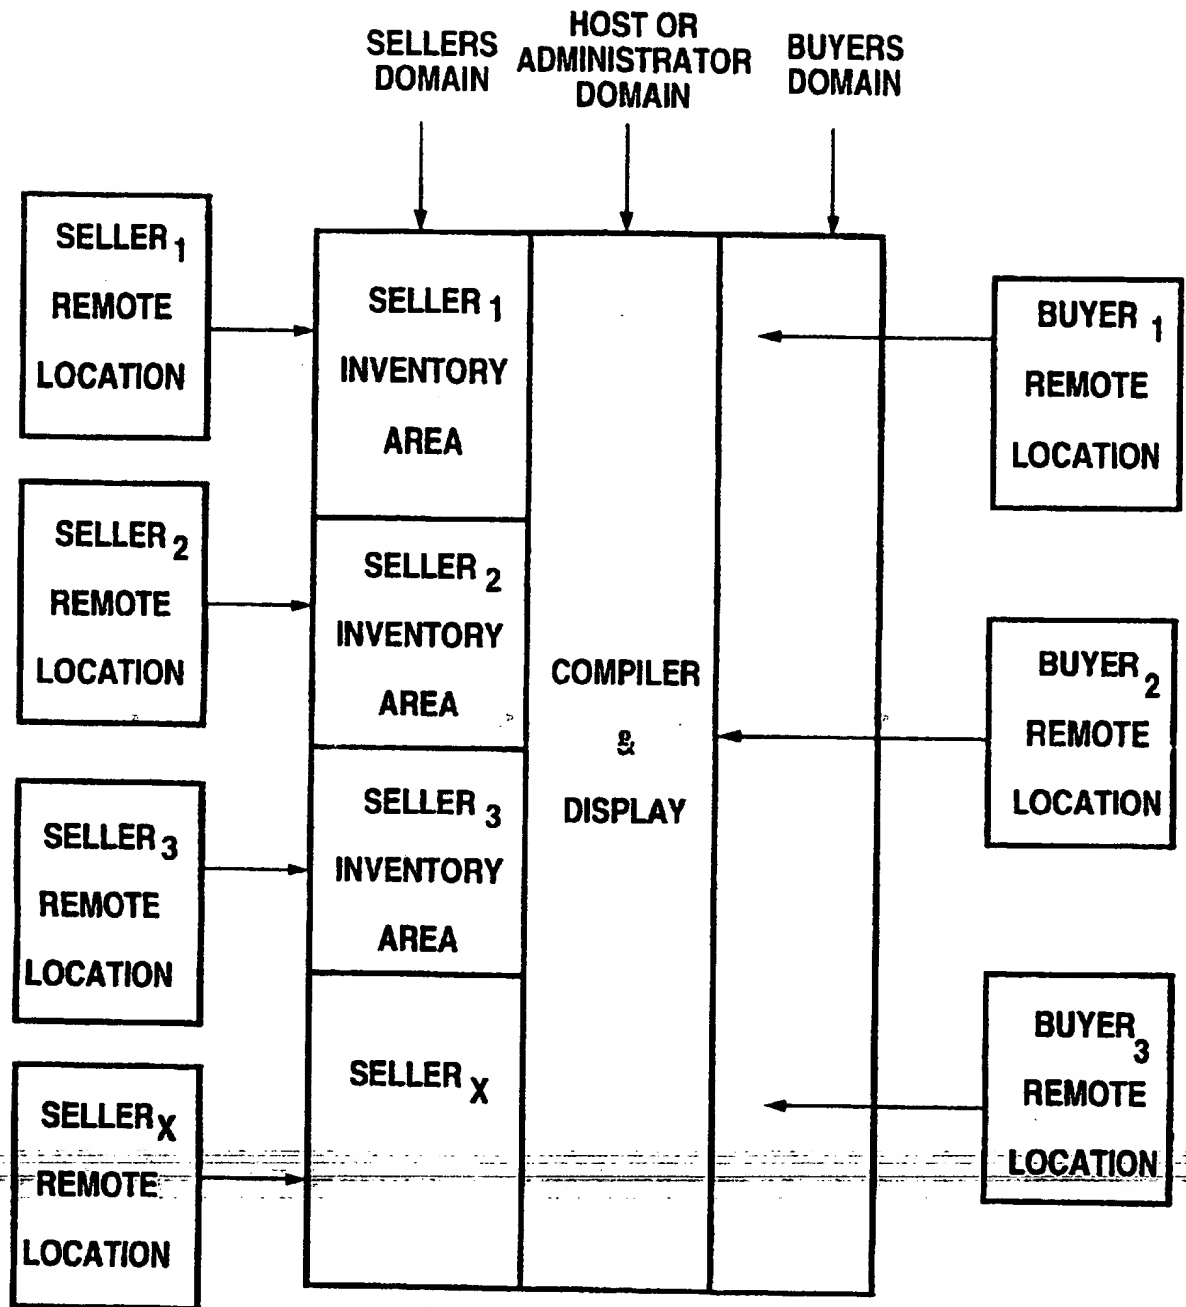 SELLERS
DOMAIN
HOST OR
ADMINISTRATOR
DOMAIN
BUYERS
DOMAIN
SELLER 1
REMOTE
LOCATION
SELLER 2
REMOTE
LOCATION
SELLER 3
REMOTE
LOCATION
SELLER X
REMOTE
LOCATION
SELLER 1
INVENTORY
AREA
SELLER 2
INVENTORY
AREA
SELLER 3
INVENTORY
AREA
SELLER X
COMPILER
&
DISPLAY
BUYER 1
REMOTE
LOCATION
BUYER 2
REMOTE
LOCATION
BUYER 3
REMOTE
LOCATION